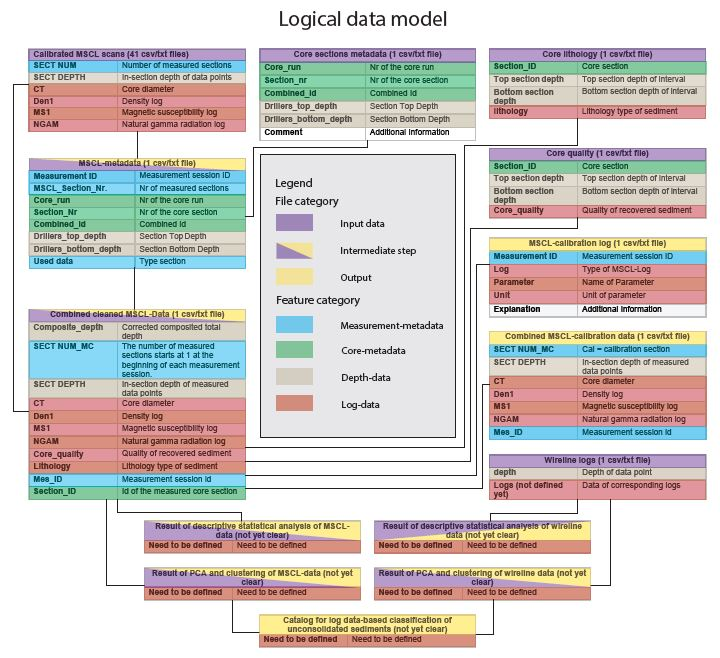 Logical data model
Calibrated MSCL scans (41 csv/txt files)
SECT NUM Number of measured sections
SECT DEPTH In-section depth of data points
CT Core diameter
Den1 Density log
MS1 Magnetic susceptibility log
NGAM Natural gamma radiation log
Core sections metadata (1 csv/txt file)
Core_run Nr of the core run
Section_nr Nr of the core section
Combined_id Combined Id
Drillers_top_depth Section Top Depth
Drillers_bottom_depth Section Bottom Depth
Comment Additional Information
Core lithology (1 csv/txt file)
Section_ID Core section
Top section depth Top section depth of interval
Bottom section Bottom section depth of interval
depth
lithology Lithology type of sediment
MSCL-metadata (1 csv/txt file)
Measurement ID Measurement session ID
MSCL_Section_Nr. Nr of measured sections
Core_run Nr of the core run
Section_Nr Nr of the core section
Combined_Id Combined Id
Drillers_top_depth Section Top Depth
Drillers_bottom_depth Section Bottom Depth
Used data Type section
Core quality (1 csv/txt file)
Section_ID Core section
Top section depth Top section depth of Interval
Bottom section Bottom section depth of interval
depth
Core_quality Quality of recovered sediment
Legend
File category
Input data
Intermediate step
Output
Feature category
Measurement-metadata
Core-metadata
Depth-data
Log-data
MSCL-calibration log (1 csv/txt file)
Measurement ID Measurement session ID
Log Type of MSCL-Log
Parameter Name of Parameter
Unit Unit of parameter
Explanation Additional Information
Combined cleaned MSCL-Data (1 csv/txt file)
Composite_depth Corrected composited total
depth
SECT NUM_MC The number of measured
sections starts at 1 at the
beginning of each measurement
session.
SECT DEPTH In-section depth of measured
data points
CT Core diameter
Den1 Density log
MS1 Magnetic susceptibility log
NGAM Natural gamma radiation log
Core_quality Quality of recovered sediment
Lithology Lithology type of sediment
Mes_ID Measurement session id
Section_ID Id of the measured core section
Combined MSCL-calibration data (1 csv/txt file)
SECT NUM_MC Cal = calibration section
SECT DEPTH In-section depth of measured
data points
CT Core diameter
Den1 Density log
MS1 Magnetic susceptibility log
NGAM Natural gamma radiation log
Mes_ID Measurement session id
Wireline logs (1 csv/txt file)
depth Depth of data point
Logs (not defined Data of corresponding logs
yet)
Result of descriptive statistical analysis of MSCL-
data (not yet clear)
Need to be defined Need to be defined
Result of descriptive statistical analysis of wireline
data (not yet clear)
Need to be defined Need to be defined
Result of PCA and clustering of MSCL-data (not yet
clear)
Need to be defined Need to be defined
Result of PCA and clustering of wireline data (not yet
clear)
Need to be defined Need to be defined
Catalog for log data-based classification of
unconsolidated sediments (not yet clear)
Need to be defined Need to be defined